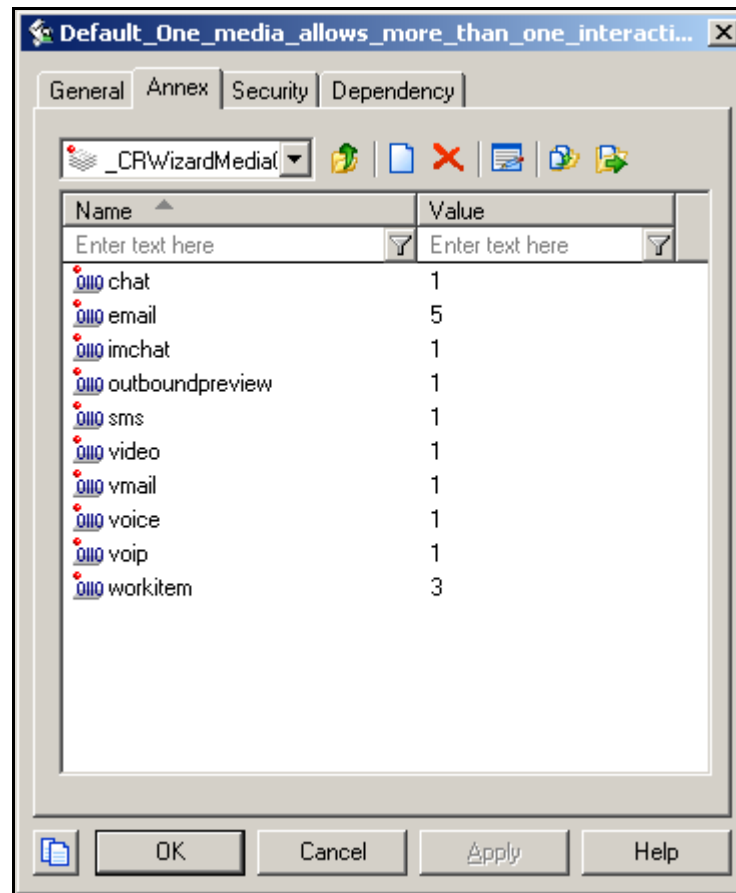 Default_One_media_allows_more_than_one_interacti...
General Annex Security Dependency
_CRWizardMedia(
Name Value
Enter text here Enter text here
chat 1
email 5
imchat 1
outboundpreview 1
sms 1
video 1
vmail 1
voice 1
voip 1
workitem 3
OK Cancel Apply Help